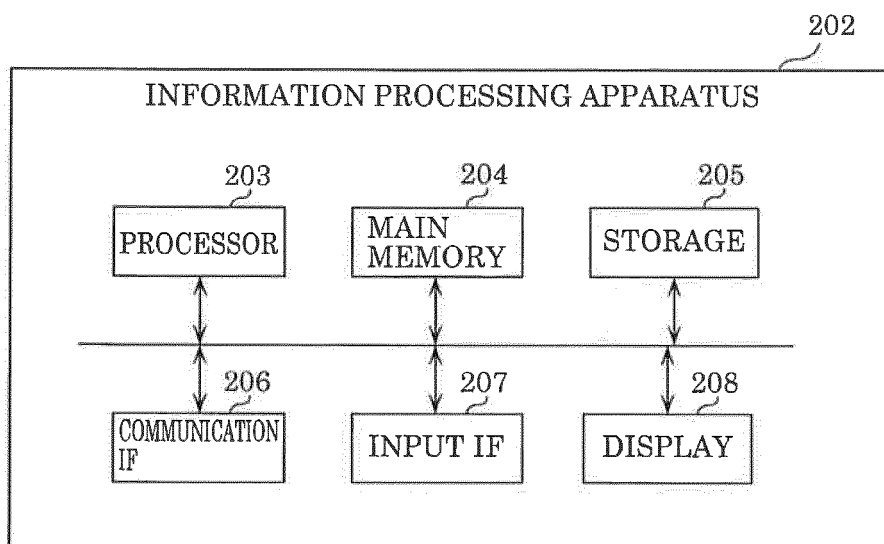 202
INFORMATION PROCESSING APPARATUS
203
204
205
PROCESSOR
MAIN
MEMORY
STORAGE
206
207
208
COMMUNICATION
IF
INPUT IF
DISPLAY